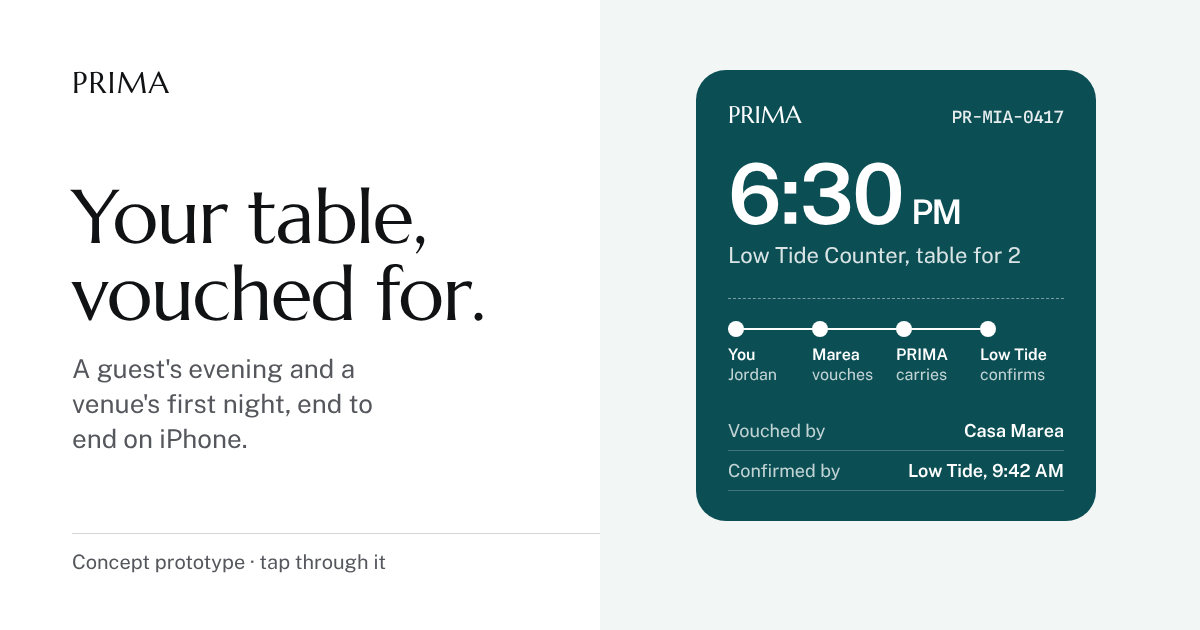 PRIMA
Your table,
vouched for.
A guest's evening and a
venue's first night, end to
end on iPhone.
Concept prototype · tap through it
PRIMA PR-MIA-0417
6:30 PM
Low Tide Counter, table for 2
You Marea PRIMA Low Tide
Jordan vouches carries confirms
Vouched by Casa Marea
Confirmed by Low Tide, 9:42 AM